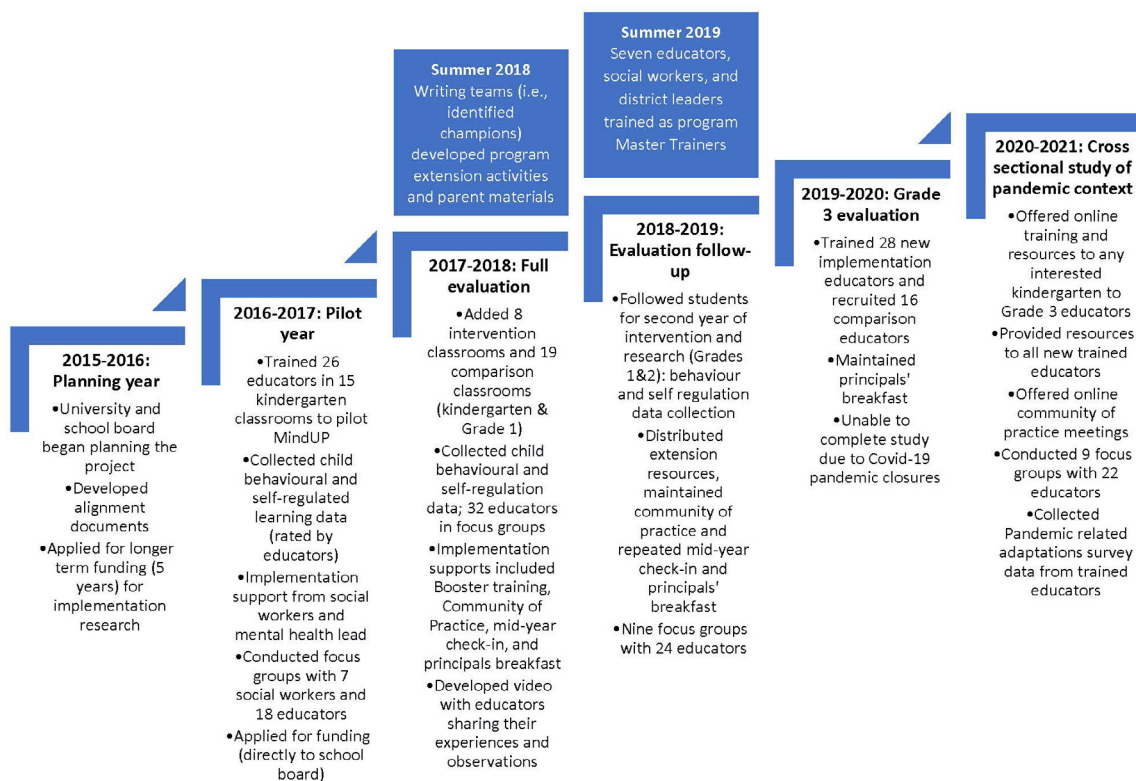 2015-2016:
Planning year
•University and
school board
began planning the
project
•Developed
alignment
documents
•Applied for longer
term funding (5
years) for
implementation
research
2016-2017: Pilot
year
•Trained 26
educators in 15
kindergarten
classrooms to pilot
MindUP
•Collected child
behavioural and
self-regulated
learning data
(rated by
educators)
•Implementation
support from social
workers and
mental health lead
•Conducted focus
groups with 7
social workers and
18 educators
•Applied for funding
(directly to school
board)
Summer 2018
Writing teams (i.e.,
identified
champions)
developed program
extension activities
and parent materials
2017-2018: Full
evaluation
•Added 8
intervention
classrooms and 19
comparison
classrooms
(kindergarten &
Grade 1)
•Collected child
behavioural and
self-regulation
data; 32 educators
in focus groups
•Implementation
supports included
Booster training,
Community of
Practice, mid-year
check-in, and
principals breakfast
•Developed video
with educators
sharing their
experiences and
observations
Summer 2019
Seven educators,
social workers, and
district leaders
trained as program
Master Trainers
2018-2019:
Evaluation follow-
up
•Followed students
for second year of
intervention and
research (Grades
1&2): behaviour
and self regulation
data collection
•Distributed
extension
resources,
maintained
community of
practice and
repeated mid-year
check-in and
principals'
breakfast
•Nine focus groups
with 24 educators
2019-2020: Grade
3 evaluation
•Trained 28 new
implementation
educators and
recruited 16
comparison
educators
•Maintained
principals'
breakfast
•Unable to
complete study
due to Covid-19
pandemic closures
2020-2021: Cross
sectional study of
pandemic context
•Offered online
training and
resources to any
interested
kindergarten to
Grade 3 educators
•Provided resources
to all new trained
educators
•Offered online
community of
practice meetings
•Conducted 9 focus
groups with 22
educators
•Collected
Pandemic related
adaptations survey
data from trained
educators